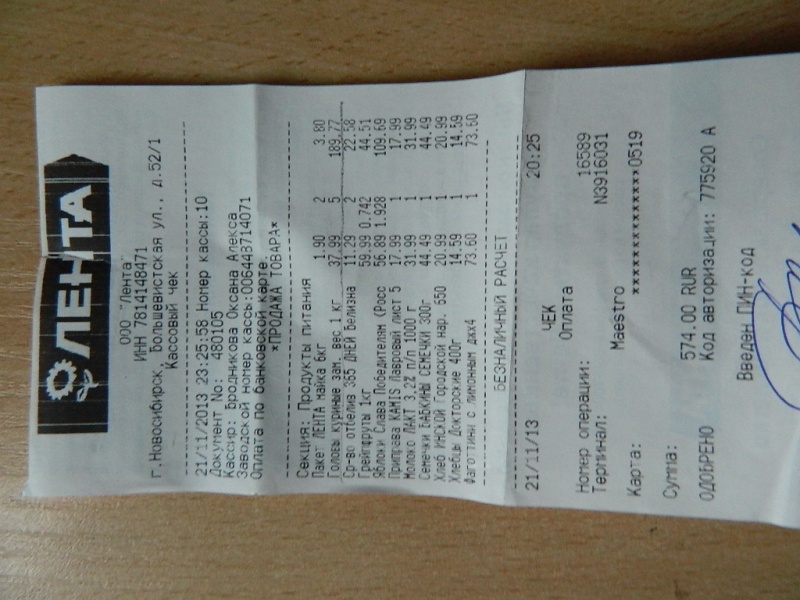 ЛЕНТА
ООО "Лента"
ИНН 7814148471
г.Новосибирск, Большевистская ул., д.52/1
Кассовый чек
21/11/2013 23:25:58 Номер кассы:10
Документ No: 480105
Кассир: Бродникова Оксана Алекса
Заводской номер кассы:006448714071
Оплата по банковской карте
*ПРОДАЖА ТОВАРА*
Секция: Продукты питания
Пакет ЛЕНТА майка 6кг 1.90 2 3.80
Головы куриные зам. вес 1 кг 37.99 5 189.77
Ср-во отбелив 365 ДНЕЙ Белизна 11.29 2 22.58
Грейпфруты 1кг 59.99 0.742 44.51
Яблоки Слава Победителям (Росс 56.89 1.928 109.69
Приправа KAMIS Лавровый лист 5 17.99 1 17.99
Молоко ЛАКТ 3,2% п/п 1000 г 31.99 1 31.99
Семечки БАБКИНЫ СЕМЕЧКИ 300г 44.49 1 44.49
Хлеб ИНСКОЙ Городской нар. 550 20.99 1 20.99
Хлебцы Докторские 400г 14.59 1 14.59
Фаготтини с лимонным джх4 73.60 1 73.60
БЕЗНАЛИЧНЫЙ РАСЧЕТ
21/11/13 20:25
ЧЕК
Оплата
Номер операции: 16589
Терминал: N3916031
Карта: Maestro
***************0519
Сумма: 574.00 RUR
ОДОБРЕНО Код авторизации: 775920 А
Введен ПИН-код